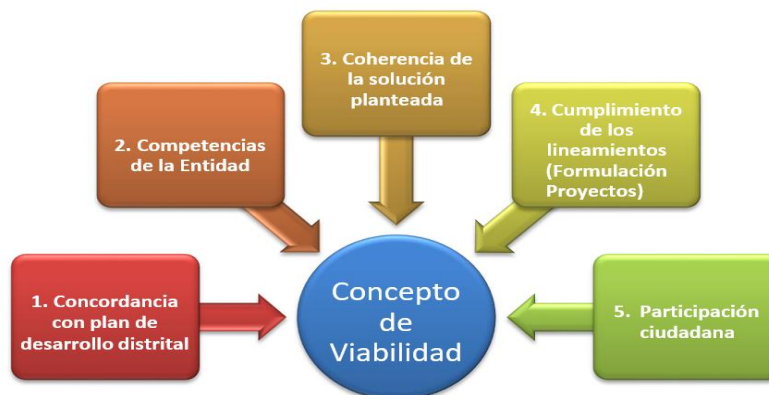 1. Concordancia
con plan de
desarrollo distrital
2. Competencias
de la Entidad
3. Coherencia de
la solución
planteada
4. Cumplimiento
de los
lineamientos
(Formulación
Proyectos)
5. Participación
ciudadana
Concepto
de
Viabilidad